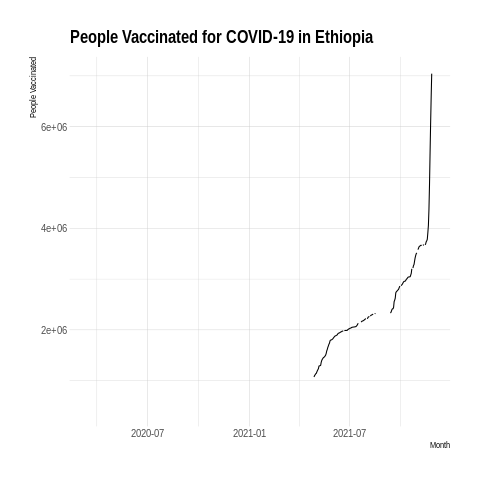 People Vaccinated for COVID-19 in Ethiopia
People Vaccinated
6e+06
4e+06
2e+06
2020-07 2021-01 2021-07
Month